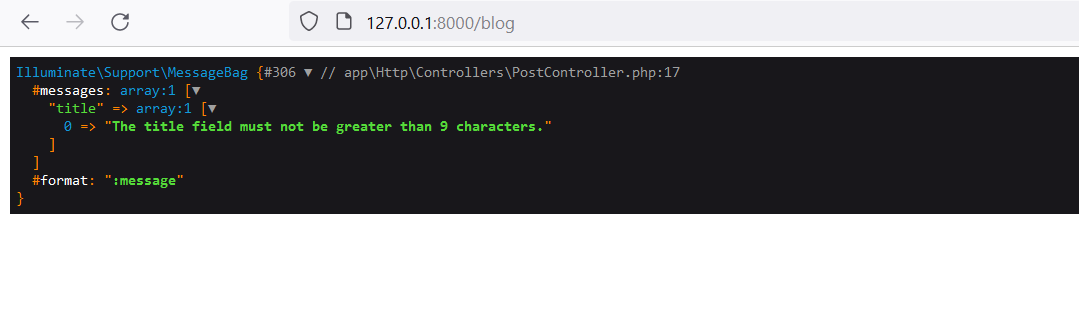 127.0.0.1:8000/blog
Illuminate\Support\MessageBag {#306 ▼ // app\Http\Controllers\PostController.php:17
  #messages: array:1 [▼
    "title" => array:1 [▼
      0 => "The title field must not be greater than 9 characters."
    ]
  ]
  #format: ":message"
}